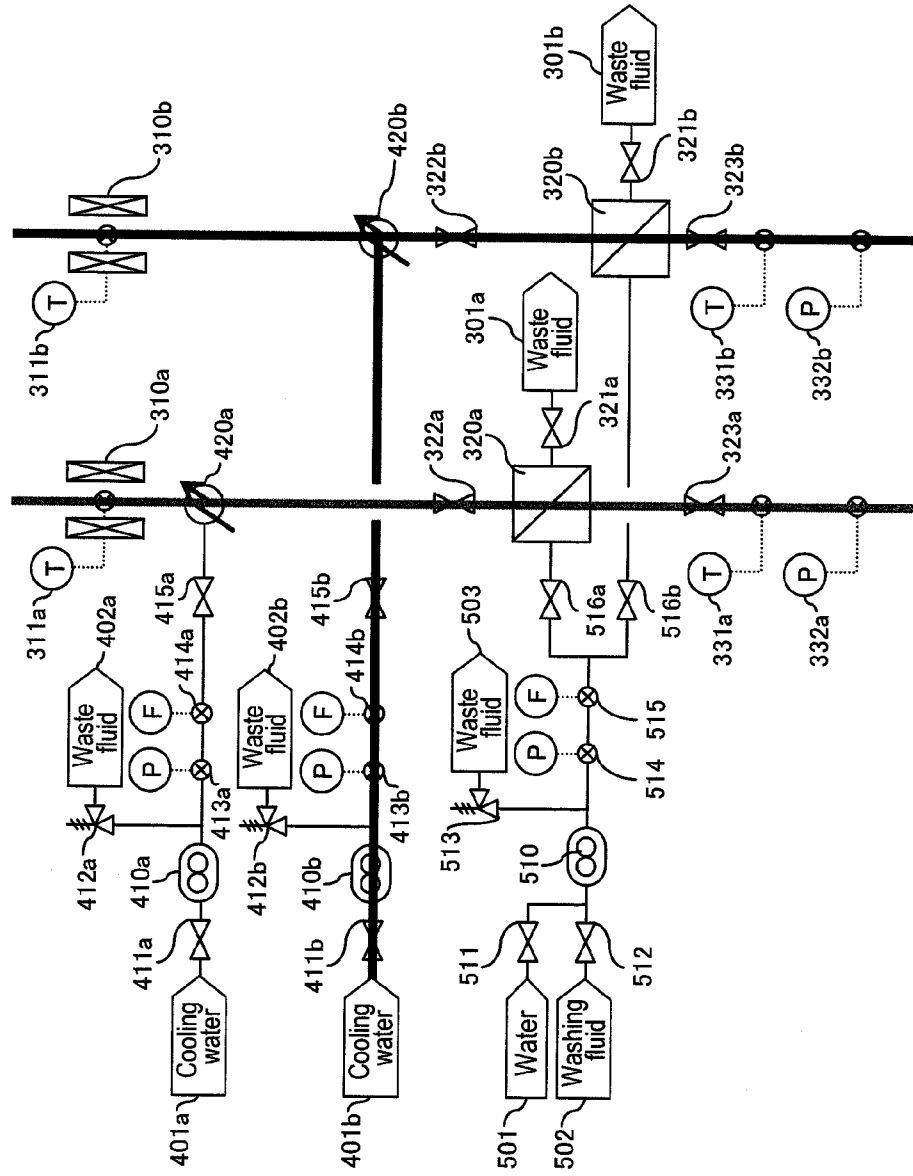 310b
T
311b
310a
T
311a
420b
420a
415a
402a
Waste
fluid
414a
F
P
413a
412a
410a
411a
Cooling
water
401a
415b
402b
Waste
fluid
414b
F
P
413b
412b
410b
411b
Cooling
water
401b
322b
322a
301b
Waste
fluid
321b
320b
323b
301a
Waste
fluid
321a
320a
323a
T
331b
P
332b
T
331a
P
332a
516a
516b
503
Waste
fluid
F
P
515
514
513
510
511
512
Water
501
Washing
fluid
502